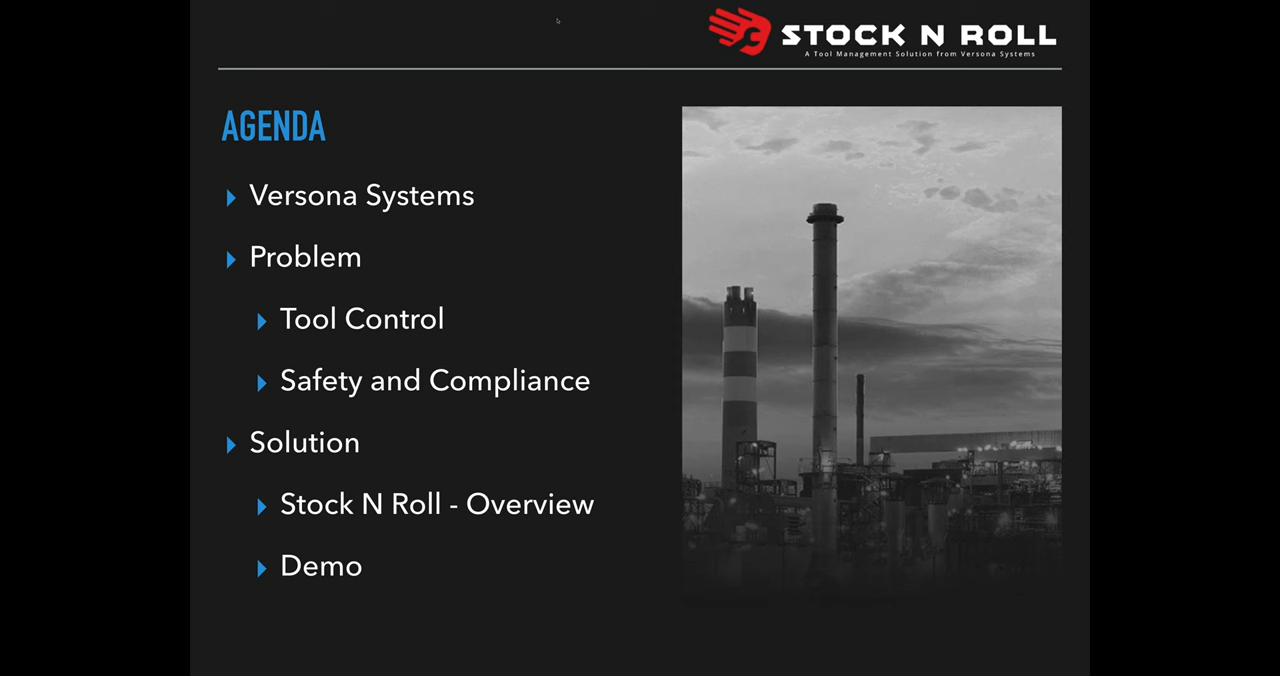 STOCK N ROLL
A Tool Management Solution from Versona Systems
AGENDA
Versona Systems
Problem
Tool Control
Safety and Compliance
Solution
Stock N Roll - Overview
Demo